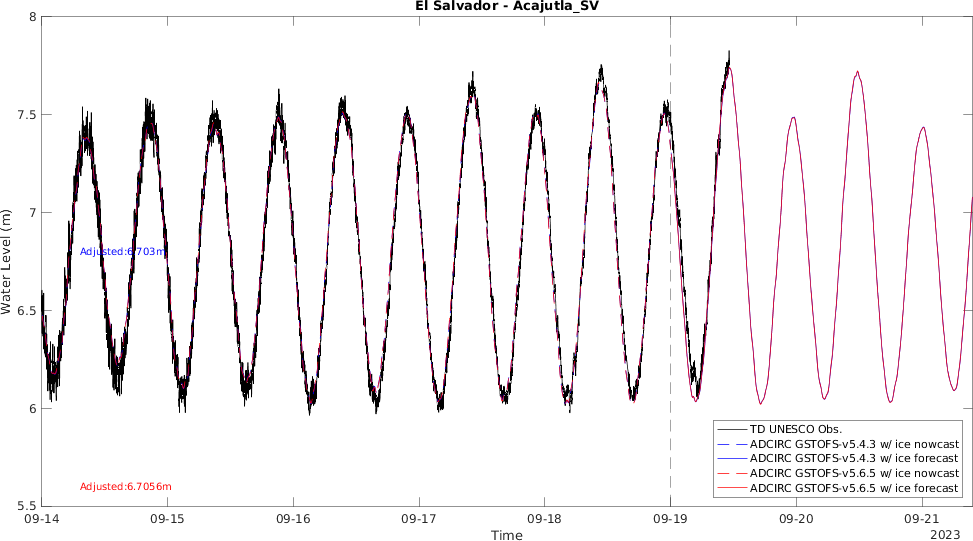 El Salvador - Acajutla_SV
8
7.5
7
6.5
6
5.5
Water Level (m)
Adjusted:6.703m
Adjusted:6.7056m
TD UNESCO Obs.
ADCIRC GSTOFS-v5.4.3 w/ ice nowcast
ADCIRC GSTOFS-v5.4.3 w/ ice forecast
ADCIRC GSTOFS-v5.6.5 w/ ice nowcast
ADCIRC GSTOFS-v5.6.5 w/ ice forecast
09-14 09-15 09-16 09-17 09-18 09-19 09-20 09-21
Time
2023